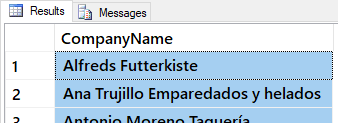 Results Messages
CompanyName
1 Alfreds Futterkiste
2 Ana Trujillo Emparedados y helados
3 Antonio Moreno Taquería